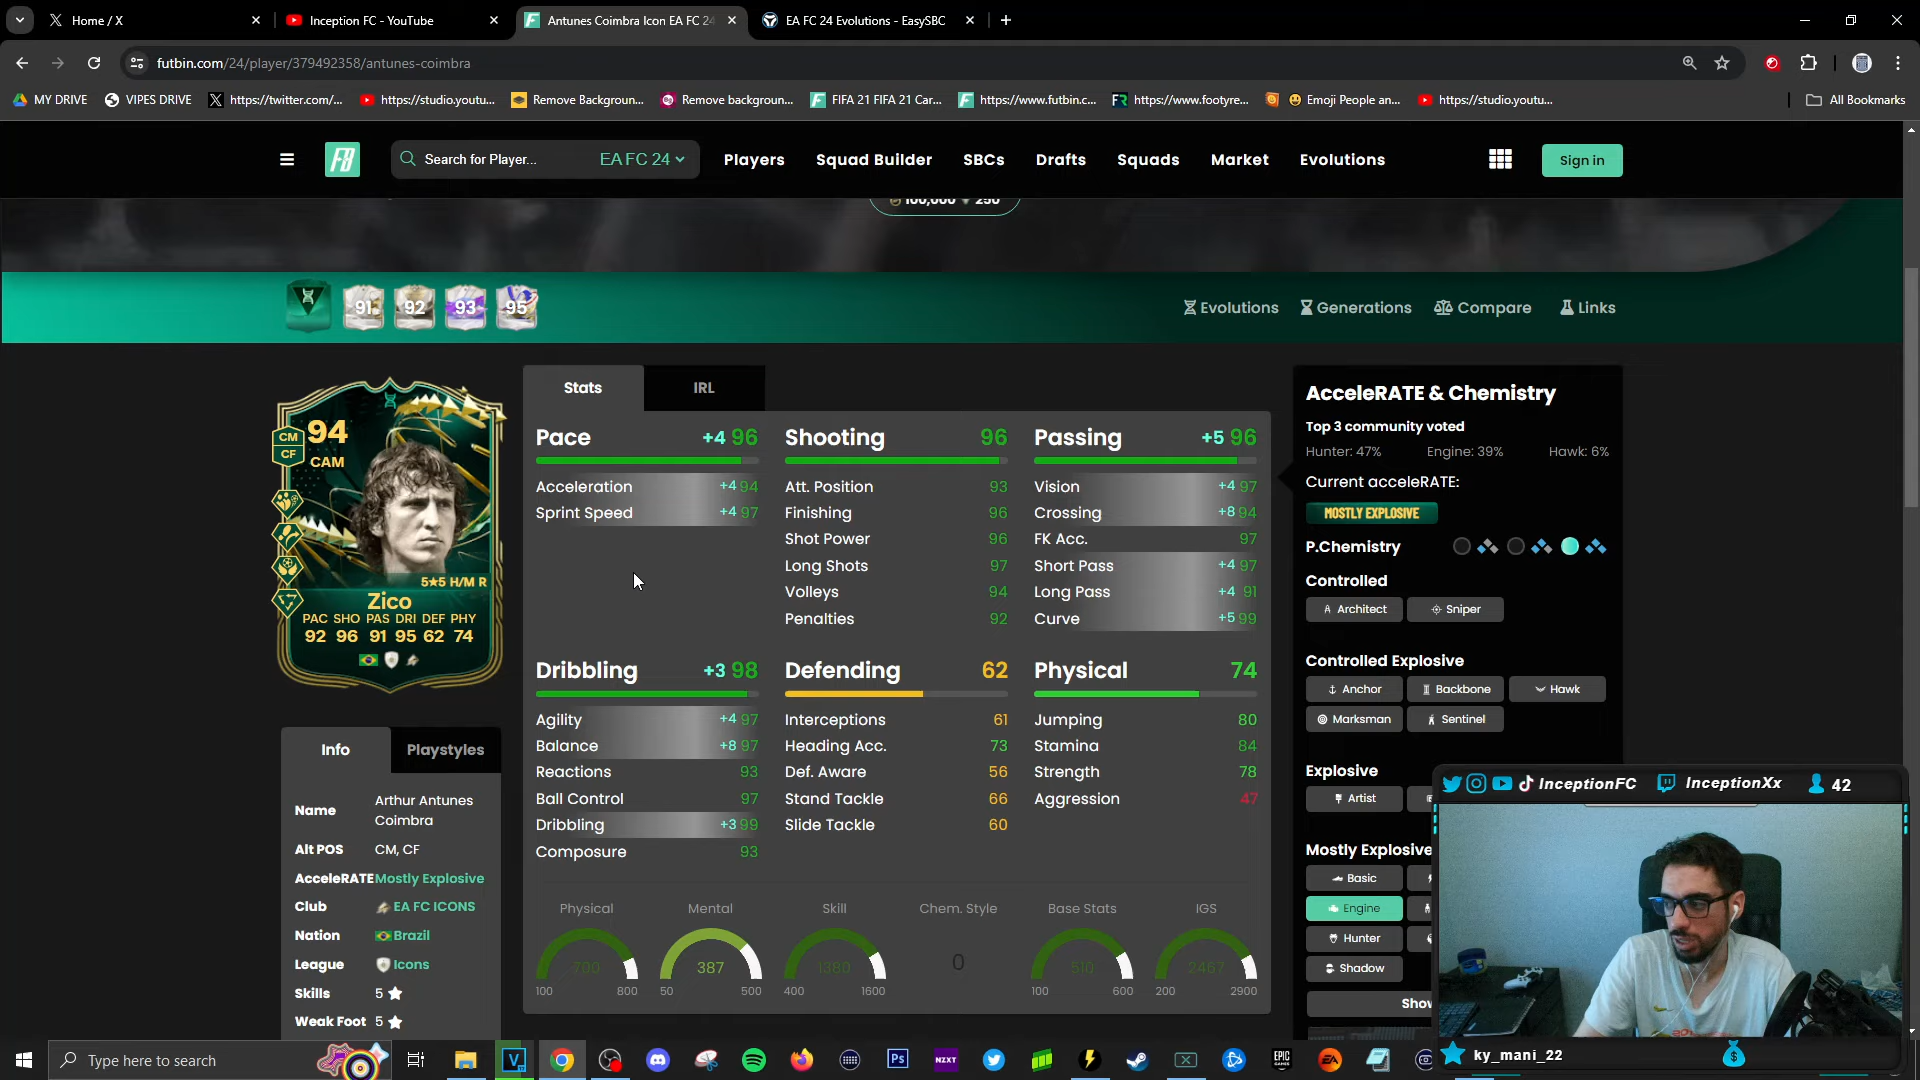 Home / X
Inception FC - YouTube
Antunes Coimbra Icon EA FC 24
EA FC 24 Evolutions - EasySBC
futbin.com/24/player/379492358/antunes-coimbra
MY DRIVE
VIPES DRIVE
https://twitter.com/...
https://studio.youtu...
Remove Backgroun...
Remove backgroun...
FIFA 21 FIFA 21 Car...
https://www.futbin.c...
https://www.footyre...
Emoji People an...
https://studio.youtu...
All Bookmarks
Search for Player...
EA FC 24
Players
Squad Builder
SBCs
Drafts
Squads
Market
Evolutions
Sign in
100,000 250
91
92
93
95
Evolutions
Generations
Compare
Links
CM
CF
94
CAM
5★5 H/M R
Zico
PAC SHO PAS DRI DEF PHY
92 96 91 95 62 74
Info
Playstyles
Name Arthur Antunes Coimbra
Alt POS CM, CF
AcceleRATE Mostly Explosive
Club EA FC ICONS
Nation Brazil
League Icons
Skills 5
Weak Foot 5
Stats
IRL
Pace +4 96
Acceleration +4 94
Sprint Speed +4 97
Shooting 96
Att. Position 93
Finishing 96
Shot Power 96
Long Shots 97
Volleys 94
Penalties 92
Passing +5 96
Vision +4 97
Crossing +8 94
FK Acc. 97
Short Pass +4 97
Long Pass +4 91
Curve +5 99
Dribbling +3 98
Agility +4 97
Balance +8 97
Reactions 93
Ball Control 97
Dribbling +3 99
Composure 93
Defending 62
Interceptions 61
Heading Acc. 73
Def. Aware 56
Stand Tackle 66
Slide Tackle 60
Physical 74
Jumping 80
Stamina 84
Strength 78
Aggression 47
Physical
700
100 800
Mental
387
50 500
Skill
1380
400 1600
Chem. Style
0
Base Stats
510
100 600
IGS
2467
200 2900
AcceleRATE & Chemistry
Top 3 community voted
Hunter: 47% Engine: 39% Hawk: 6%
Current acceleRATE:
MOSTLY EXPLOSIVE
P.Chemistry
Controlled
Architect
Sniper
Controlled Explosive
Anchor
Backbone
Hawk
Marksman
Sentinel
Explosive
Artist
Mostly Explosive
Basic
Engine
Hunter
Shadow
Show
InceptionFC
InceptionXx
42
ky_mani_22
Type here to search
Ps
NZXT
EPIC GAMES
EA